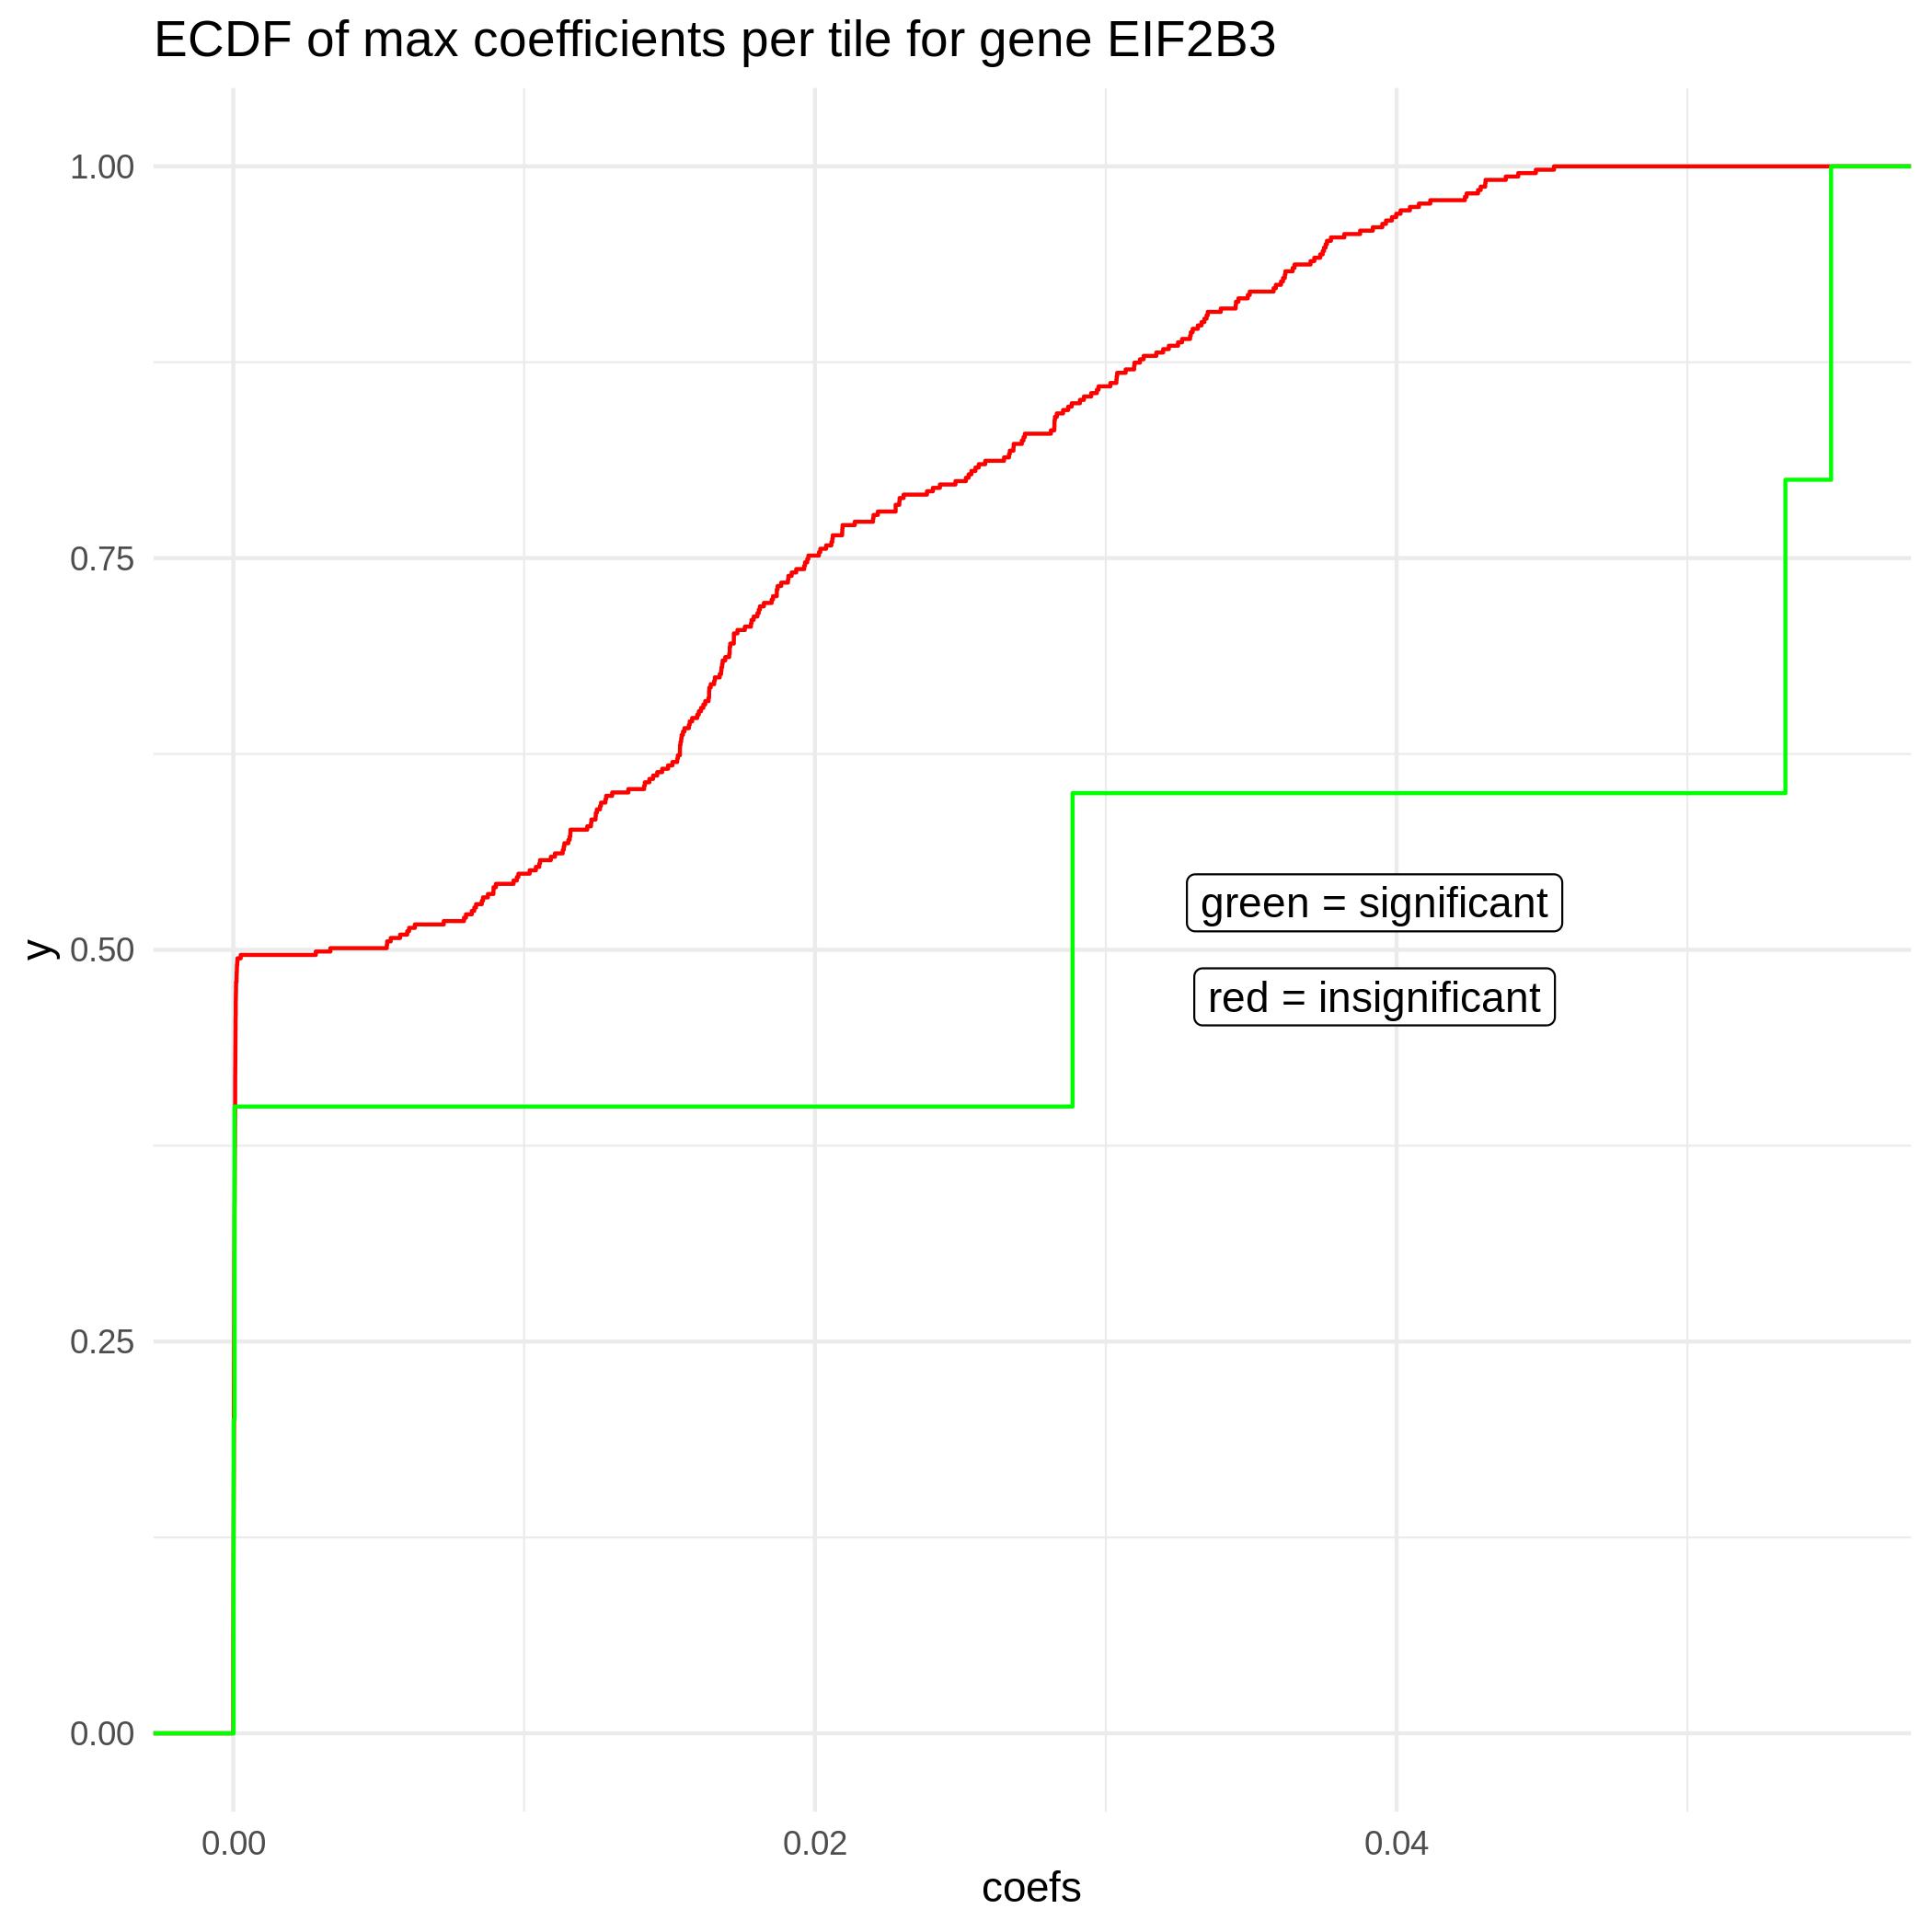 ECDF of max coefficients per tile for gene EIF2B3
1.00
0.75
0.50
0.25
0.00
y
green = significant
red = insignificant
0.00 0.02 0.04
coefs